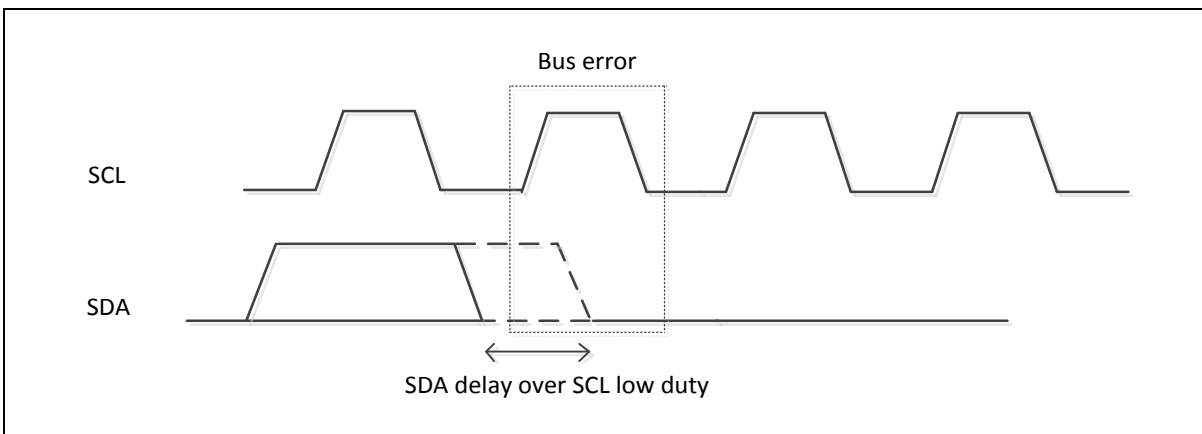 Bus error
SCL
SDA
SDA delay over SCL low duty